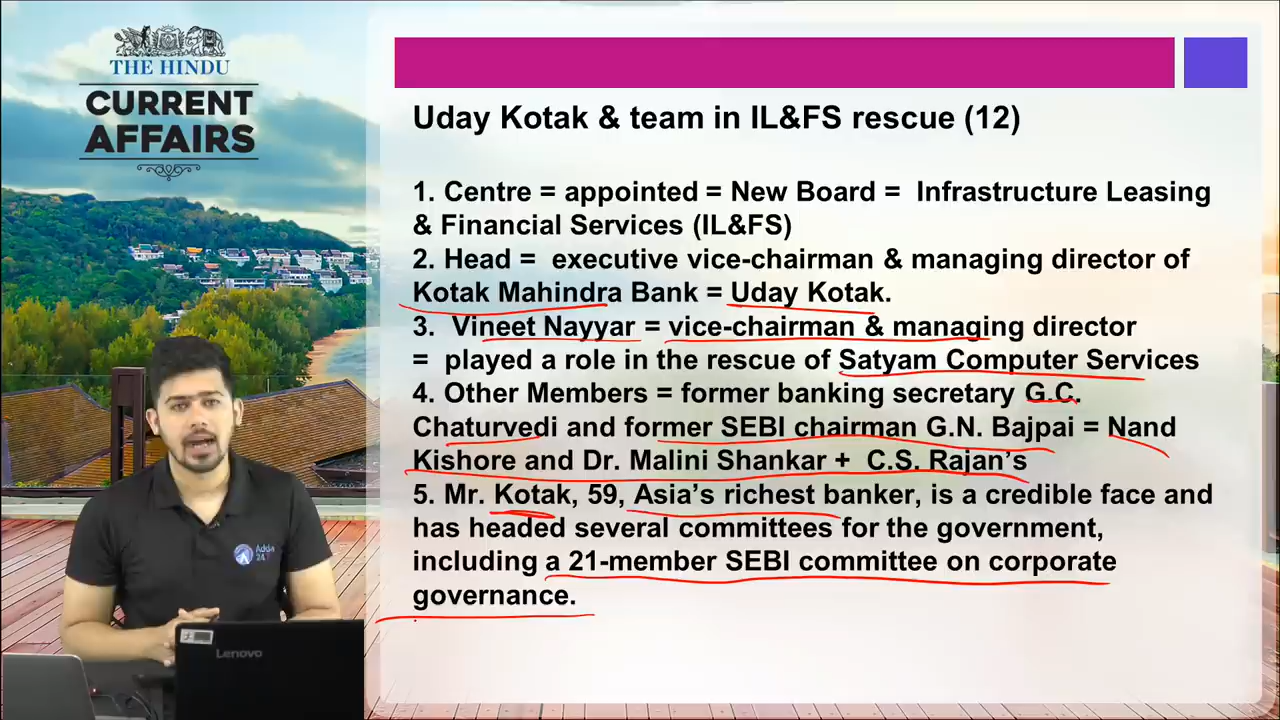 THE HINDU
CURRENT
AFFAIRS
Uday Kotak & team in IL&FS rescue (12)
1. Centre = appointed = New Board = Infrastructure Leasing
& Financial Services (IL&FS)
2. Head = executive vice-chairman & managing director of
Kotak Mahindra Bank = Uday Kotak.
3. Vineet Nayyar = vice-chairman & managing director
= played a role in the rescue of Satyam Computer Services
4. Other Members = former banking secretary G.C.
Chaturvedi and former SEBI chairman G.N. Bajpai = Nand
Kishore and Dr. Malini Shankar + C.S. Rajan's
5. Mr. Kotak, 59, Asia's richest banker, is a credible face and
has headed several committees for the government,
including a 21-member SEBI committee on corporate
governance.
Adda
Lenovo